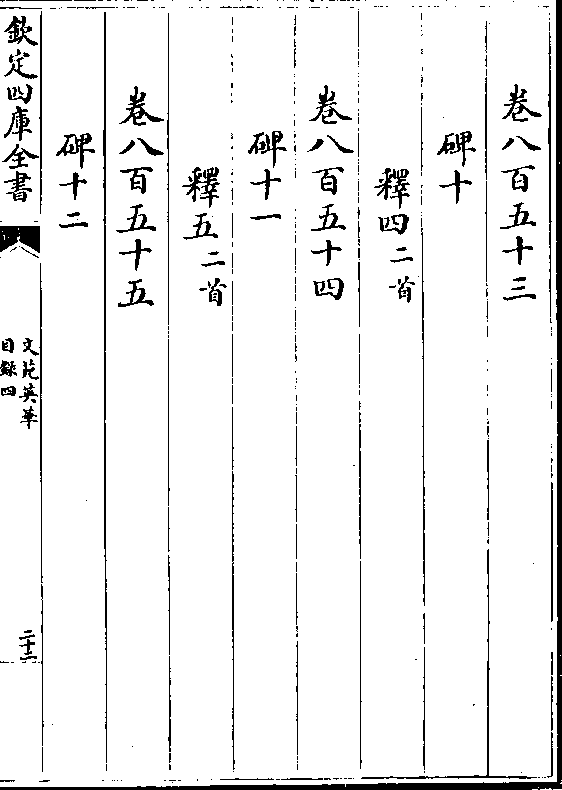 卷八百五十三
碑十
釋四二首
卷八百五十四
碑十一
釋五二首
卷八百五十五
碑十二
欽定四庫全書
文苑英華
目錄四
二十三